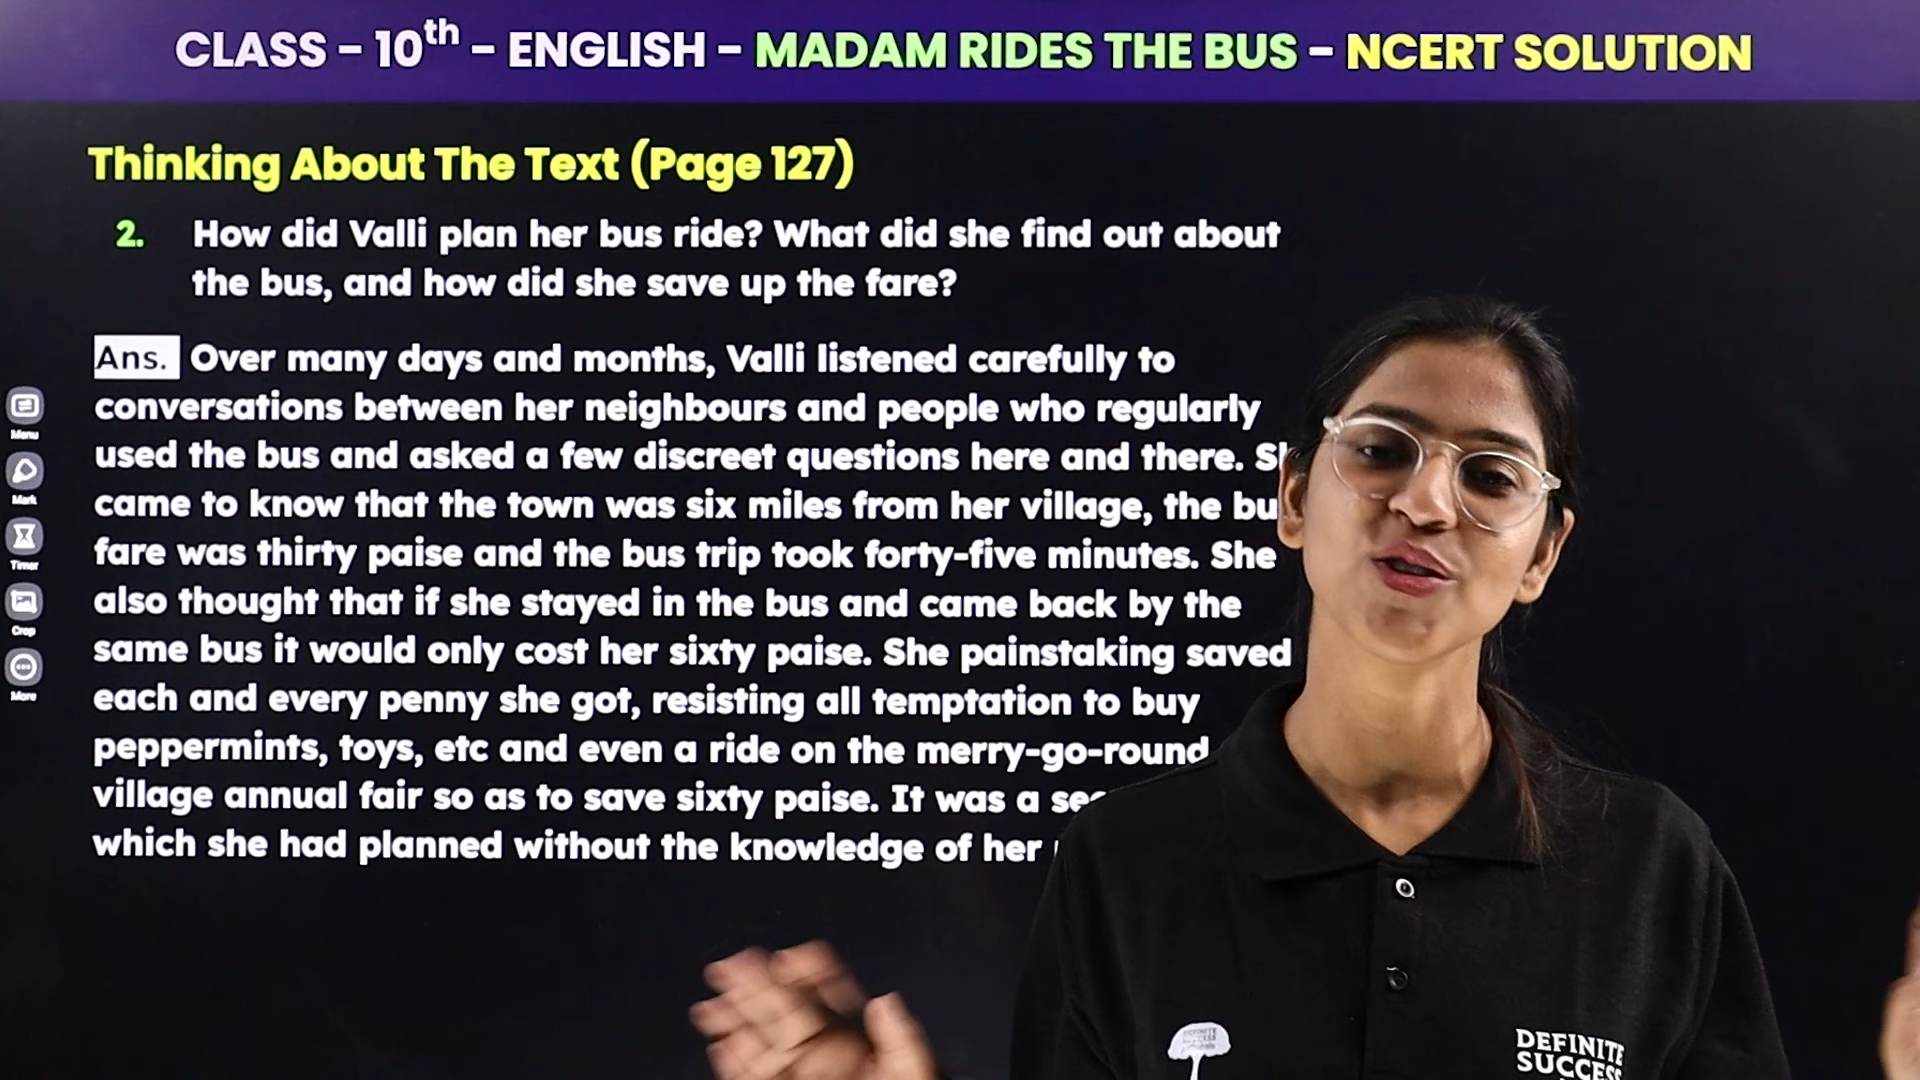 CLASS – 10th – ENGLISH – MADAM RIDES THE BUS – NCERT SOLUTION
Thinking About The Text (Page 127)
2. How did Valli plan her bus ride? What did she find out about
the bus, and how did she save up the fare?
Ans. Over many days and months, Valli listened carefully to
conversations between her neighbours and people who regularly
used the bus and asked a few discreet questions here and there.
came to know that the town was six miles from her village, the
fare was thirty paise and the bus trip took forty-five minutes. She
also thought that if she stayed in the bus and came back by the
same bus it would only cost her sixty paise. She painstaking saved
each and every penny she got, resisting all temptation to buy
peppermints, toys, etc and even a ride on the merry-go-round
village annual fair so as to save sixty paise. It was a
which she had planned without the knowledge of her
Menu
Mark
Timer
Crop
More
DEFINITE
SUCCESS
DEFINITE
SUCCESS